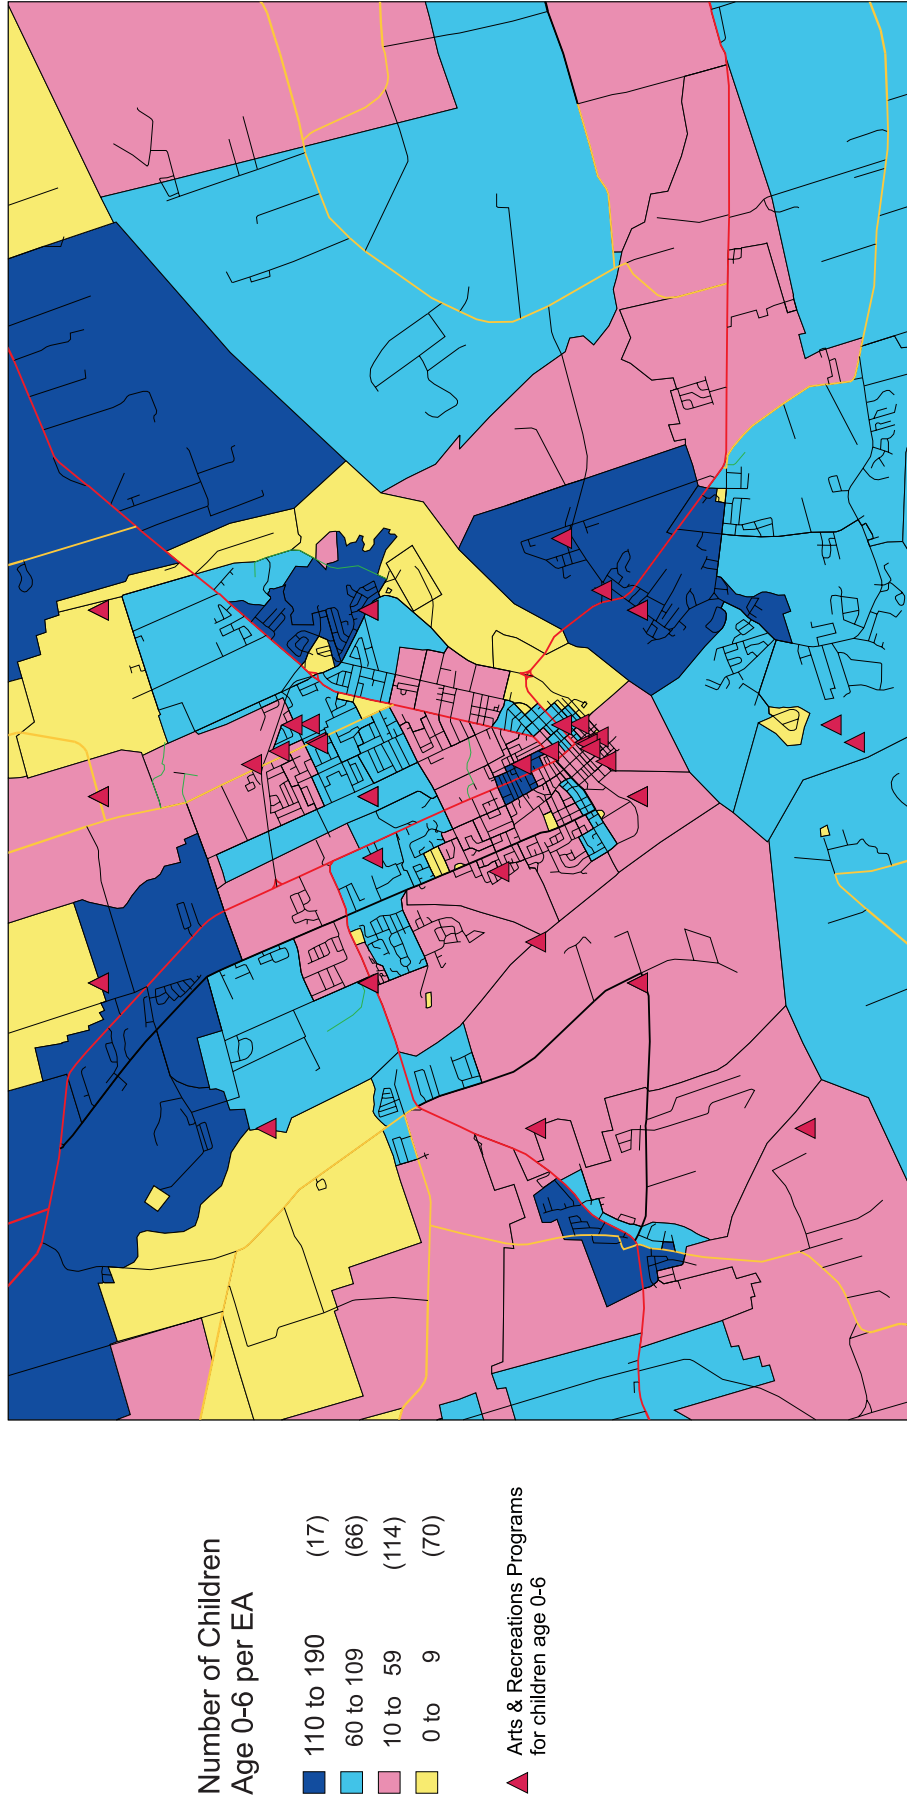 Number of Children
Age 0-6 per EA
110 to 190 (17)
60 to 109 (66)
10 to 59 (114)
0 to 9 (70)
Arts & Recreations Programs
for children age 0-6